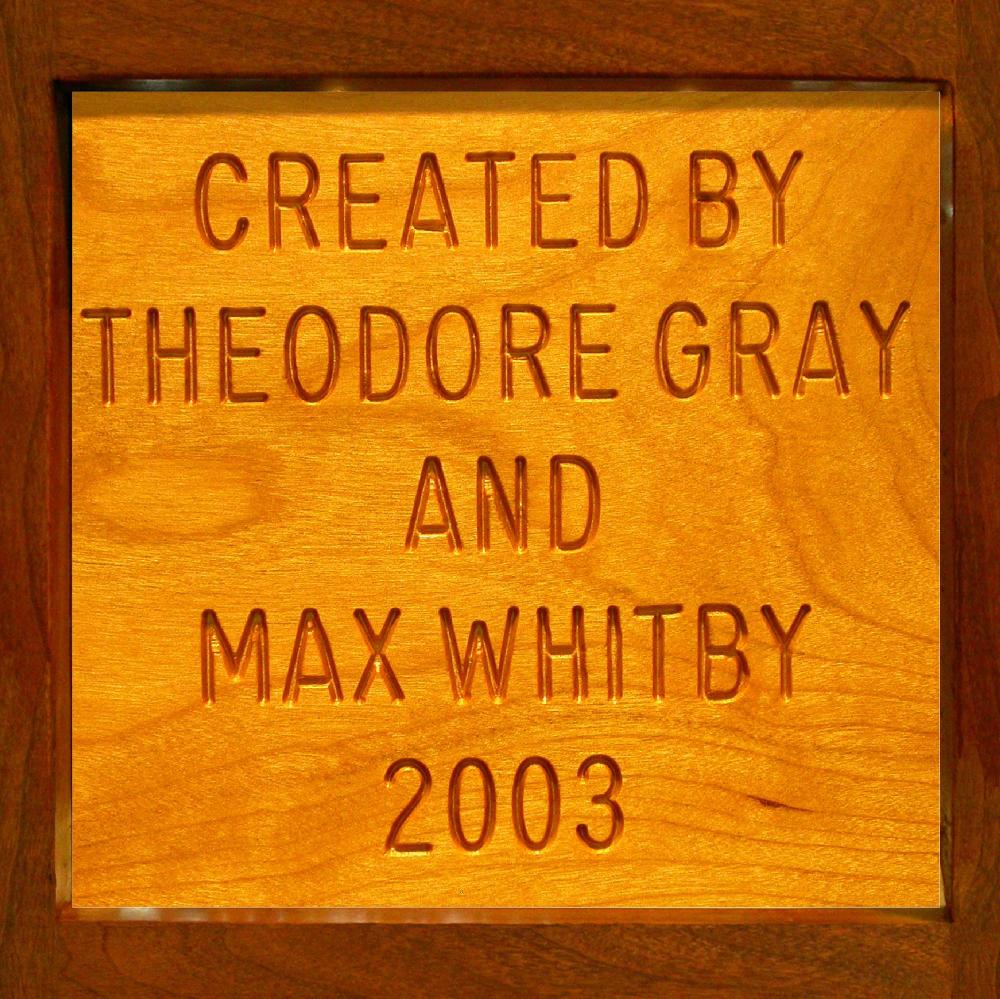 CREATED BY
THEODORE GRAY
AND
MAX WHITBY
2003